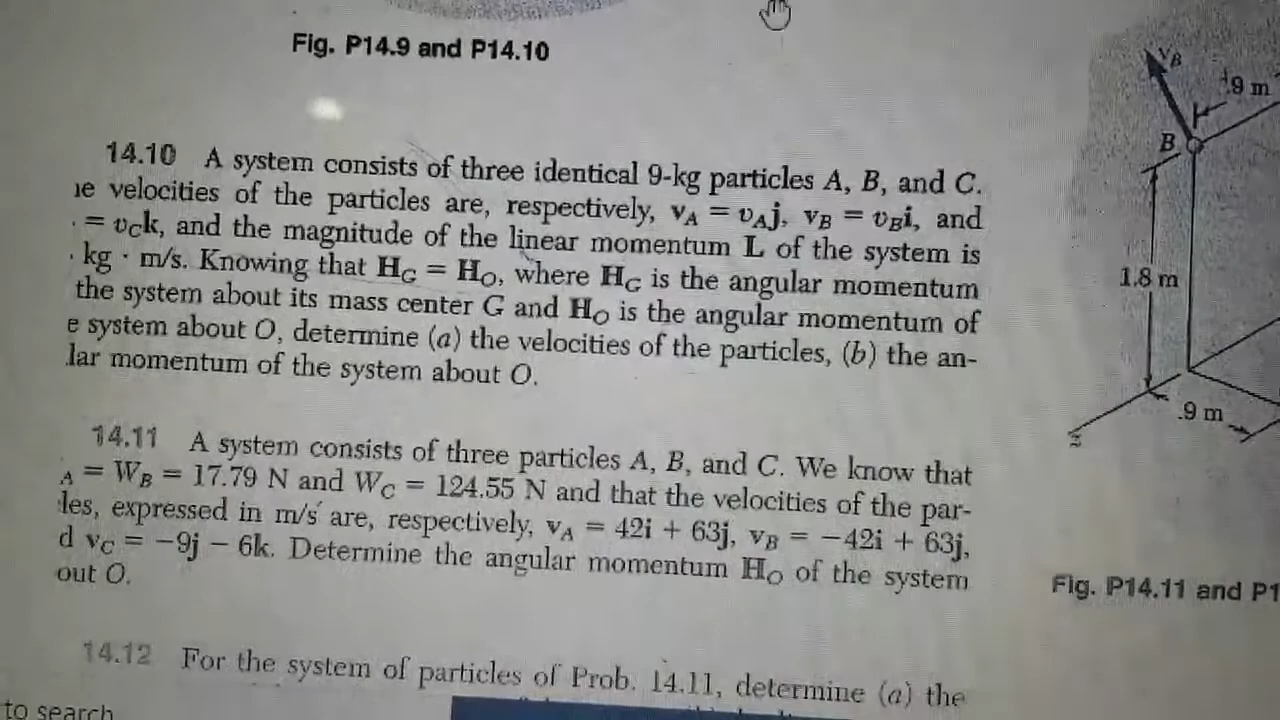 Fig. P14.9 and P14.10
14.10 A system consists of three identical 9-kg particles A, B, and C.
velocities of the particles are, respectively, vA = vAj, vB = vBi, and
= vCk, and the magnitude of the linear momentum L of the system is
kg · m/s. Knowing that HG = HO, where HG is the angular momentum
the system about its mass center G and HO is the angular momentum of
e system about O, determine (a) the velocities of the particles, (b) the an-
lar momentum of the system about O.
14.11 A system consists of three particles A, B, and C. We know that
A = WB = 17.79 N and WC = 124.55 N and that the velocities of the par-
les, expressed in m/s are, respectively, vA = 42i + 63j, vB = −42i + 63j,
d vC = −9j − 6k. Determine the angular momentum HO of the system
out O.
14.12 For the system of particles of Prob. 14.11, determine (a) the
to search
vB
.9 m
B
1.8 m
.9 m
z
Fig. P14.11 and P1